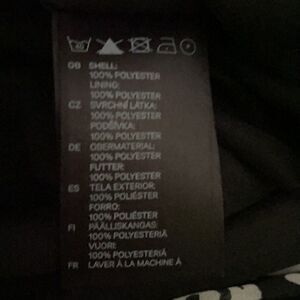 40
GB SHELL:
100% POLYESTER
LINING:
100% POLYESTER
CZ SVRCHNÍ LÁTKA:
100% POLYESTER
PODŠÍVKA:
100% POLYESTER
DE OBERMATERIAL:
100% POLYESTER
FUTTER:
100% POLYESTER
ES TELA EXTERIOR:
100% POLIÉSTER
FORRO:
100% POLIÉSTER
FI PÄÄLLISKANGAS:
100% POLYESTERIÄ
VUORI:
100% POLYESTERIÄ
FR LAVER À LA MACHINE À